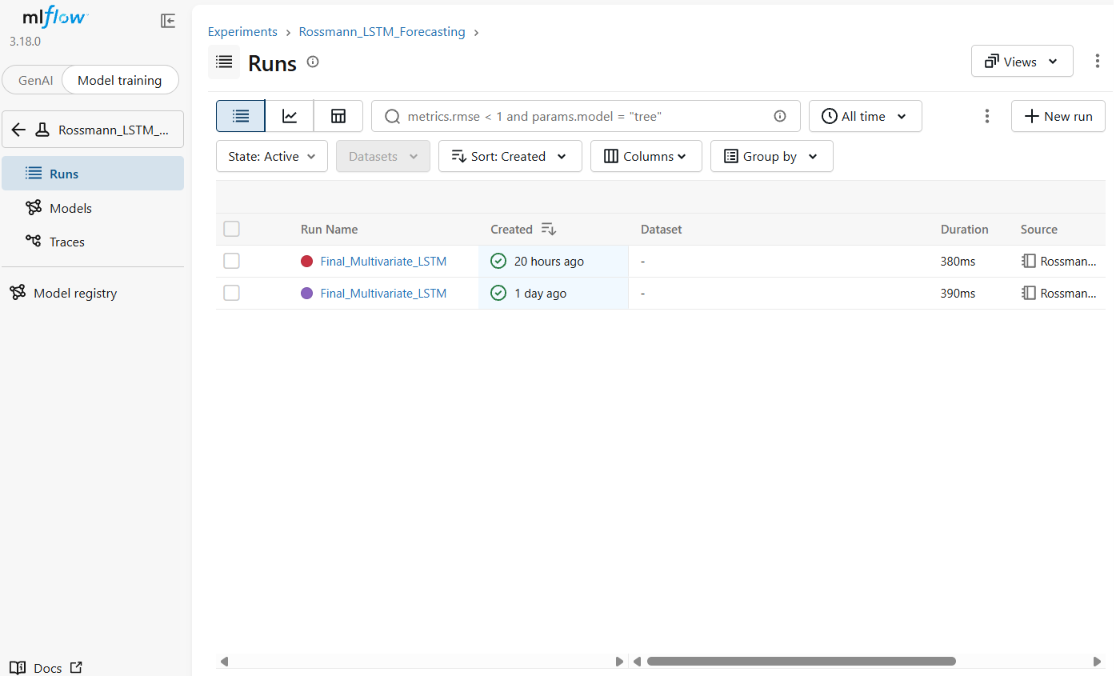 mlflow
3.18.0
GenAI Model training
Rossmann_LSTM_...
Runs
Models
Traces
Model registry
Docs
Experiments > Rossmann_LSTM_Forecasting >
Runs
Views
metrics.rmse < 1 and params.model = "tree"
All time
New run
State: Active
Datasets
Sort: Created
Columns
Group by
Run Name Created Dataset Duration Source
Final_Multivariate_LSTM 20 hours ago - 380ms Rossman...
Final_Multivariate_LSTM 1 day ago - 390ms Rossman...